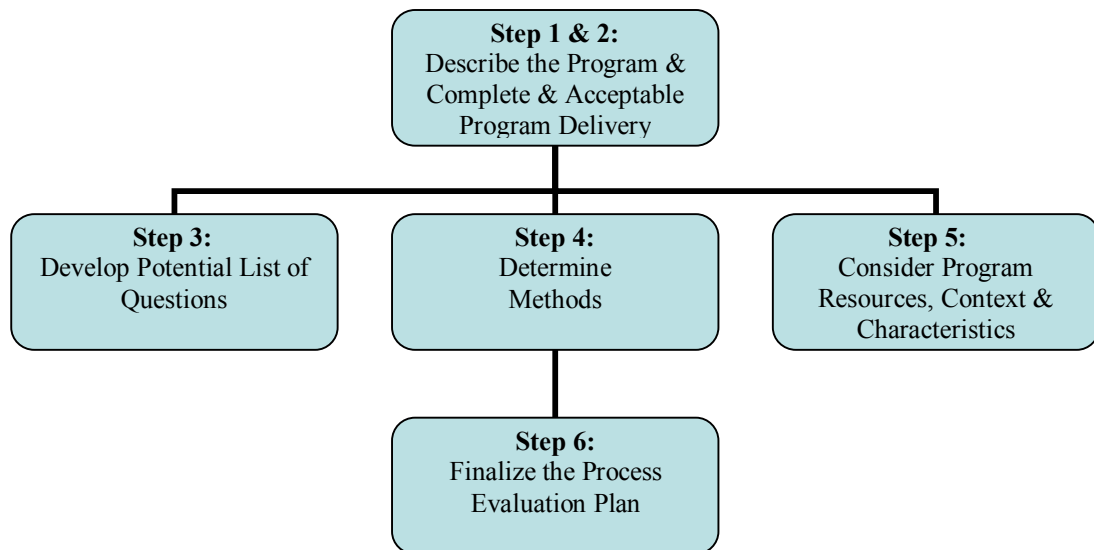 Step 1 & 2:
Describe the Program &
Complete & Acceptable
Program Delivery
Step 3:
Develop Potential List of
Questions
Step 4:
Determine
Methods
Step 5:
Consider Program
Resources, Context &
Characteristics
Step 6:
Finalize the Process
Evaluation Plan